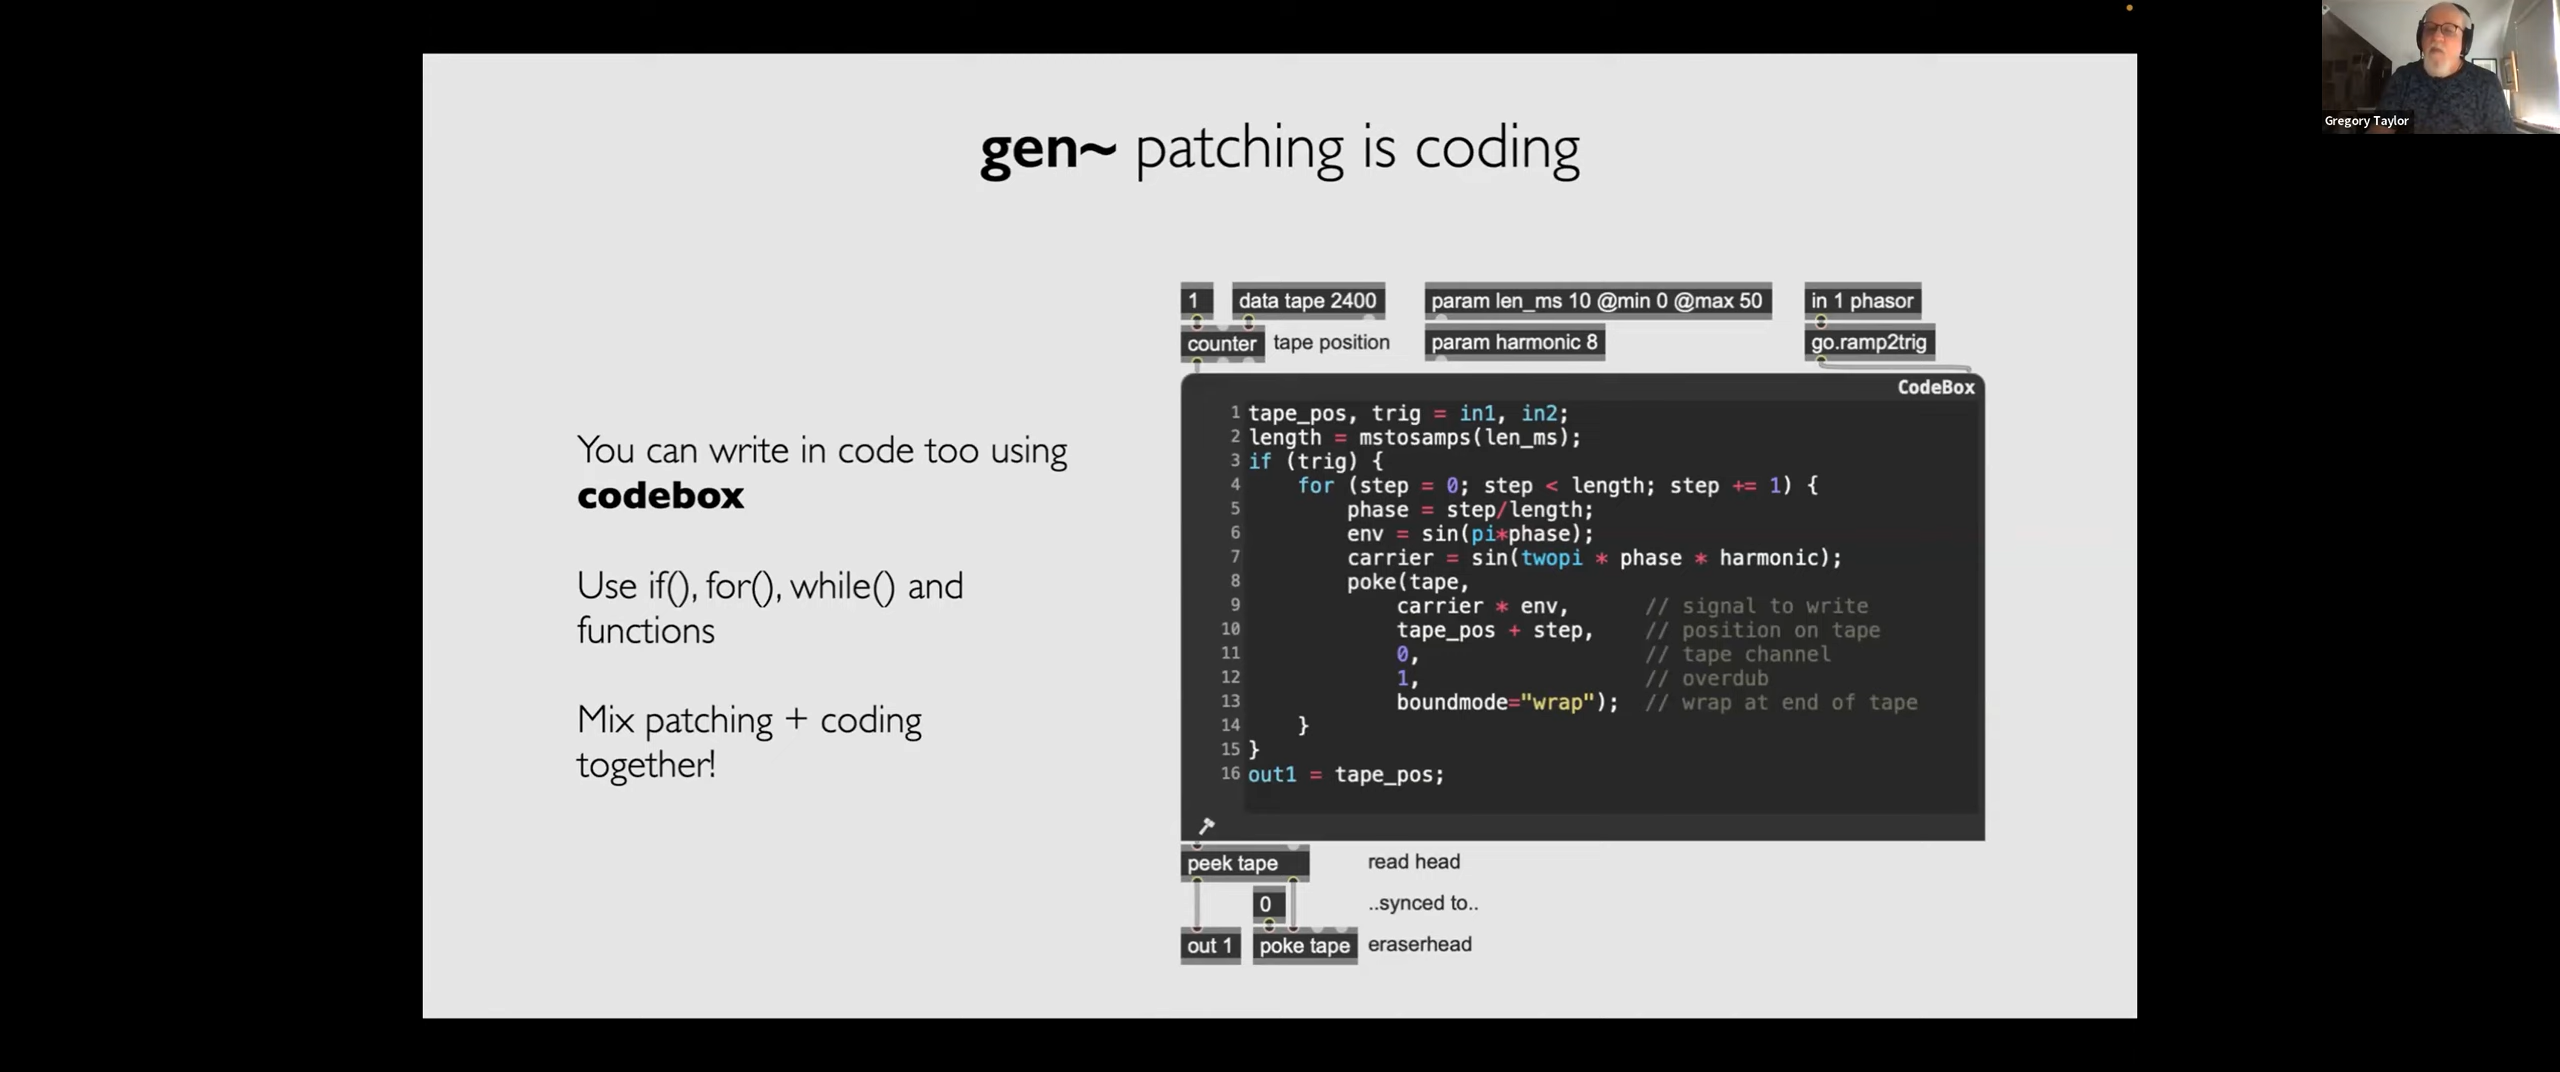 Gregory Taylor
gen~ patching is coding
You can write in code too using
codebox
Use if(), for(), while() and
functions
Mix patching + coding
together!
1 data tape 2400 param len_ms 10 @min 0 @max 50 in 1 phasor
counter tape position param harmonic 8 go.ramp2trig
CodeBox
1 tape_pos, trig = in1, in2;
2 length = mstosamps(len_ms);
3 if (trig) {
4 for (step = 0; step < length; step += 1) {
5 phase = step/length;
6 env = sin(pi*phase);
7 carrier = sin(twopi * phase * harmonic);
8 poke(tape,
9 carrier * env, // signal to write
10 tape_pos + step, // position on tape
11 0, // tape channel
12 1, // overdub
13 boundmode="wrap"); // wrap at end of tape
14 }
15 }
16 out1 = tape_pos;
peek tape read head
0 ..synced to..
out 1 poke tape eraserhead